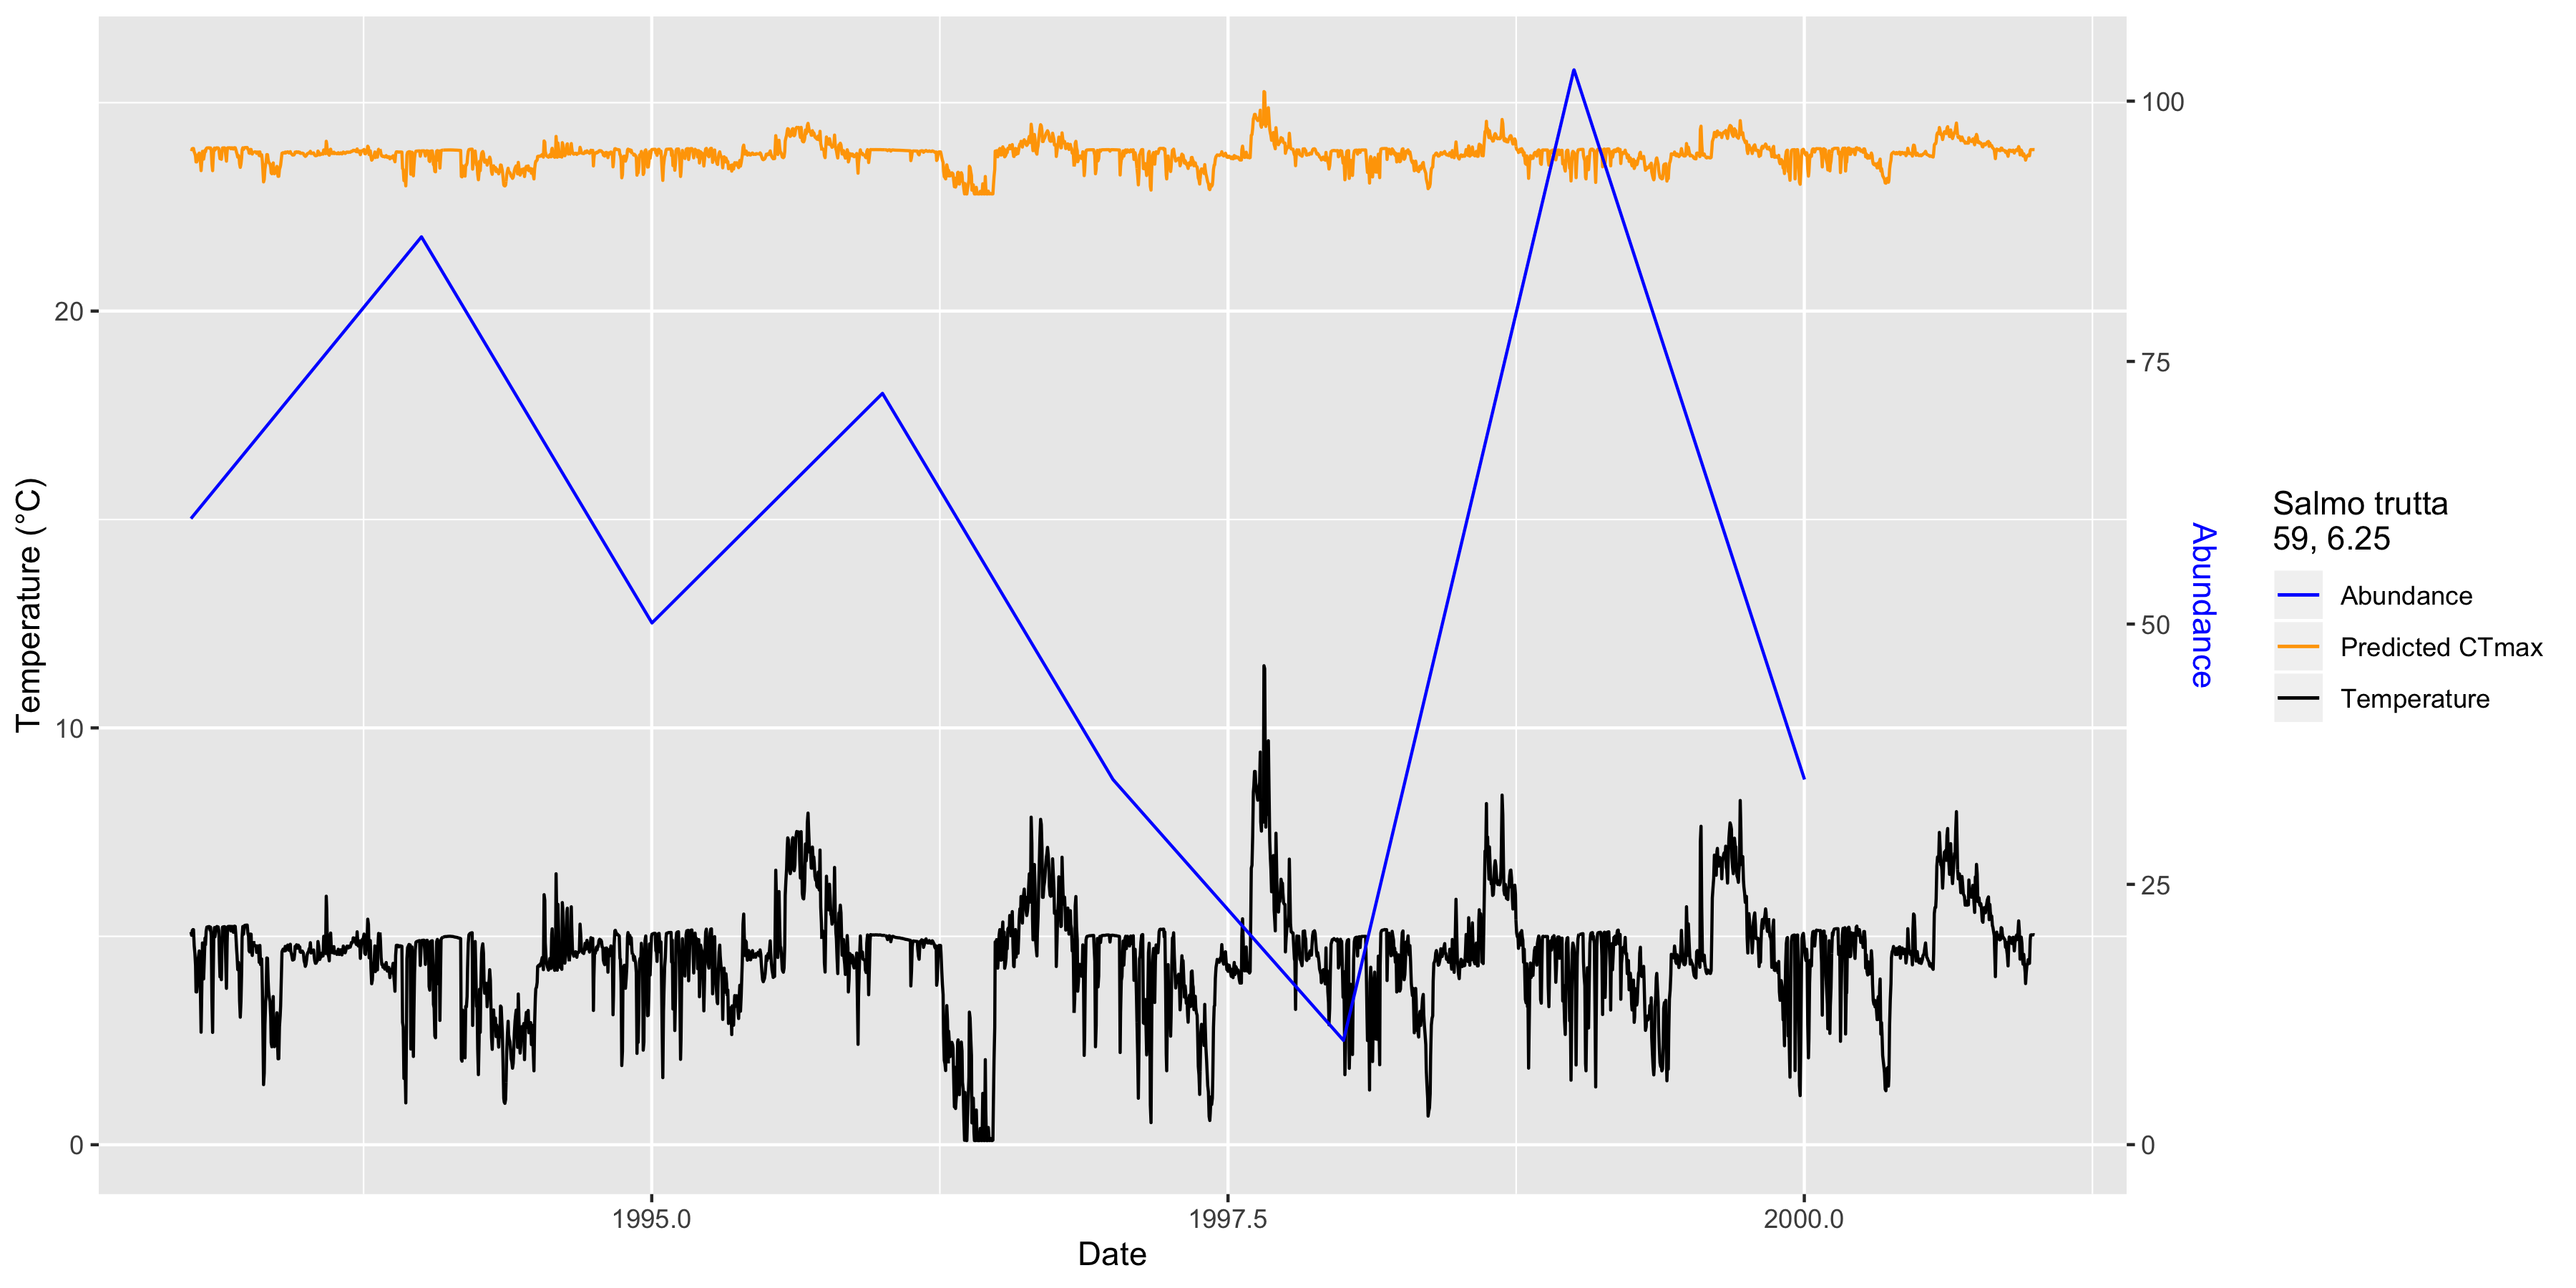 Temperature (°C)
20
10
0
1995.0
1997.5
2000.0
Date
100
75
50
25
0
Abundance
Salmo trutta
59, 6.25
Abundance
Predicted CTmax
Temperature